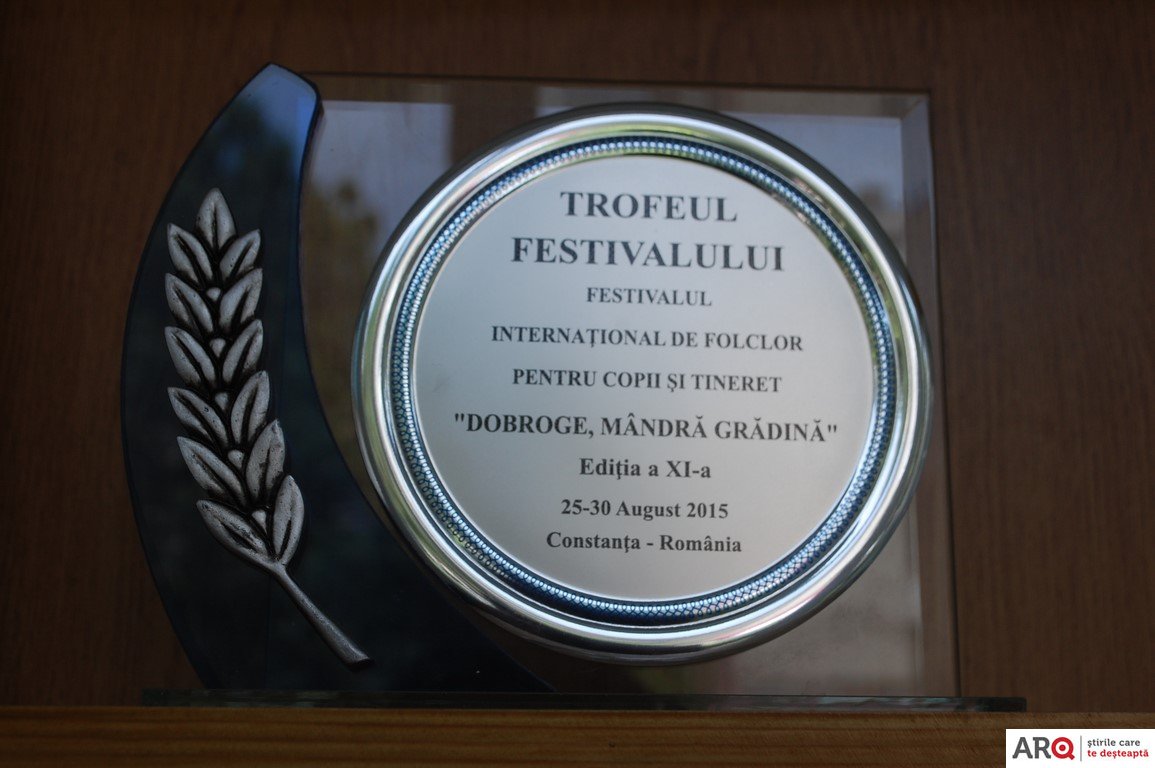 TROFEUL
FESTIVALULUI
FESTIVALUL
INTERNAȚIONAL DE FOLCLOR
PENTRU COPII ȘI TINERET
"DOBROGE, MÂNDRĂ GRĂDINĂ"
Ediția a XI-a
25-30 August 2015
Constanța - România
ARQ
știrile care
te deșteaptă